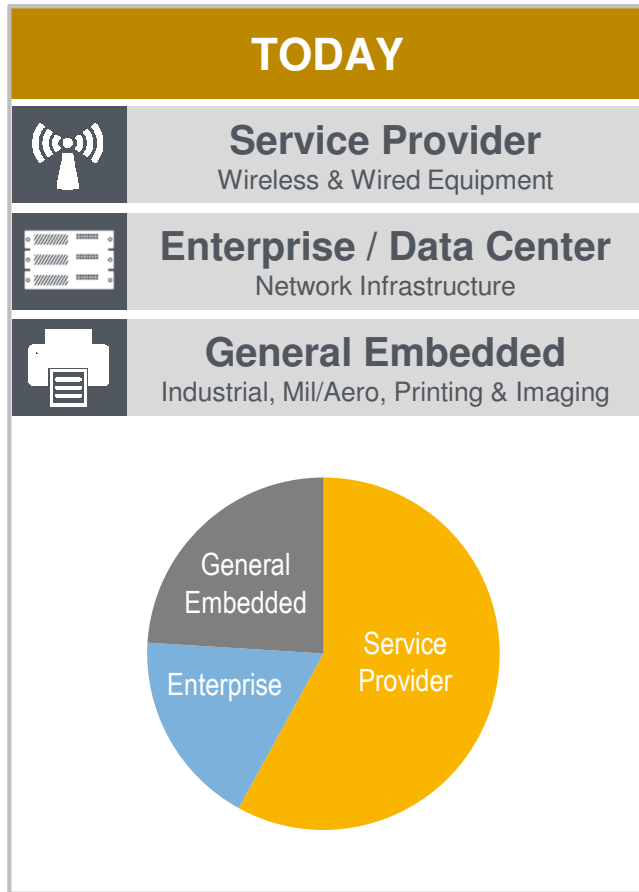 TODAY
Service Provider
Wireless & Wired Equipment
Enterprise / Data Center
Network Infrastructure
General Embedded
Industrial, Mil/Aero, Printing & Imaging
General
Embedded
Service
Provider
Enterprise